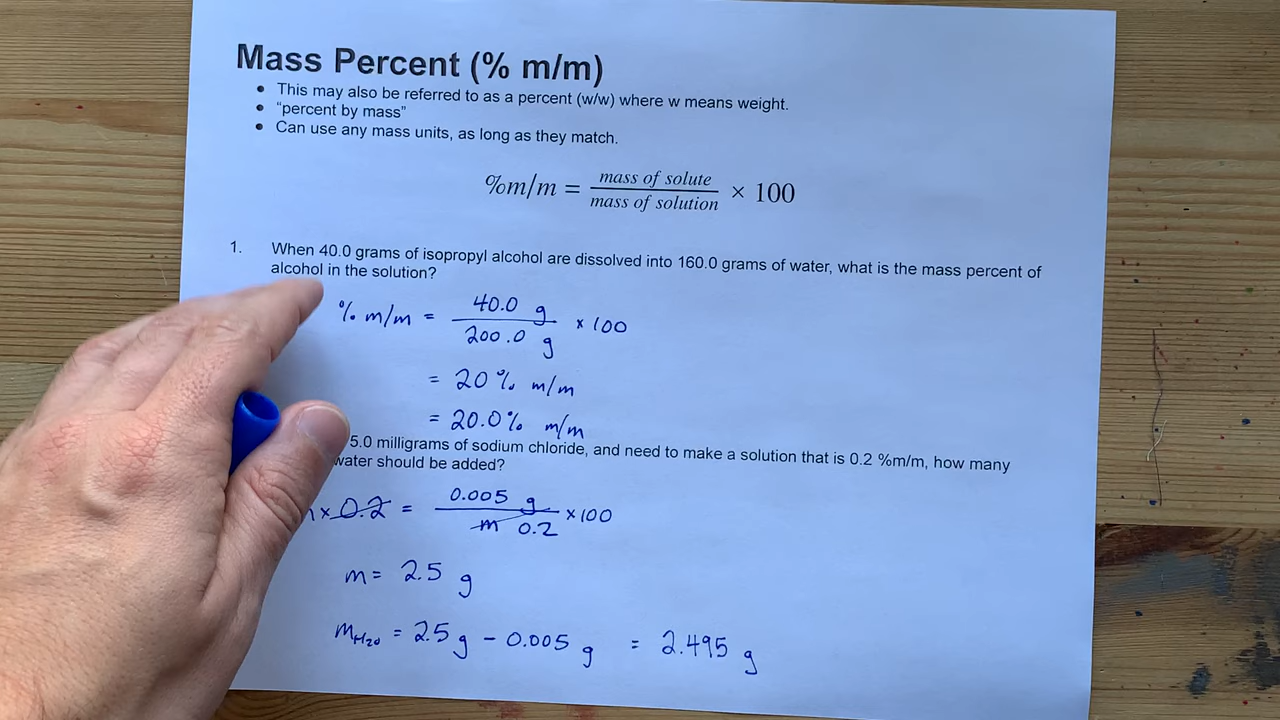 Mass Percent (% m/m)
• This may also be referred to as a percent (w/w) where w means weight.
• “percent by mass”
• Can use any mass units, as long as they match.
%m/m = mass of solute / mass of solution × 100
1. When 40.0 grams of isopropyl alcohol are dissolved into 160.0 grams of water, what is the mass percent of
alcohol in the solution?
% m/m = 40.0 g / 200.0 g × 100
= 20% m/m
= 20.0% m/m
5.0 milligrams of sodium chloride, and need to make a solution that is 0.2 %m/m, how many
water should be added?
× 0.2 = 0.005 g / m 0.2 × 100
m = 2.5 g
mH2O = 2.5 g - 0.005 g = 2.495 g